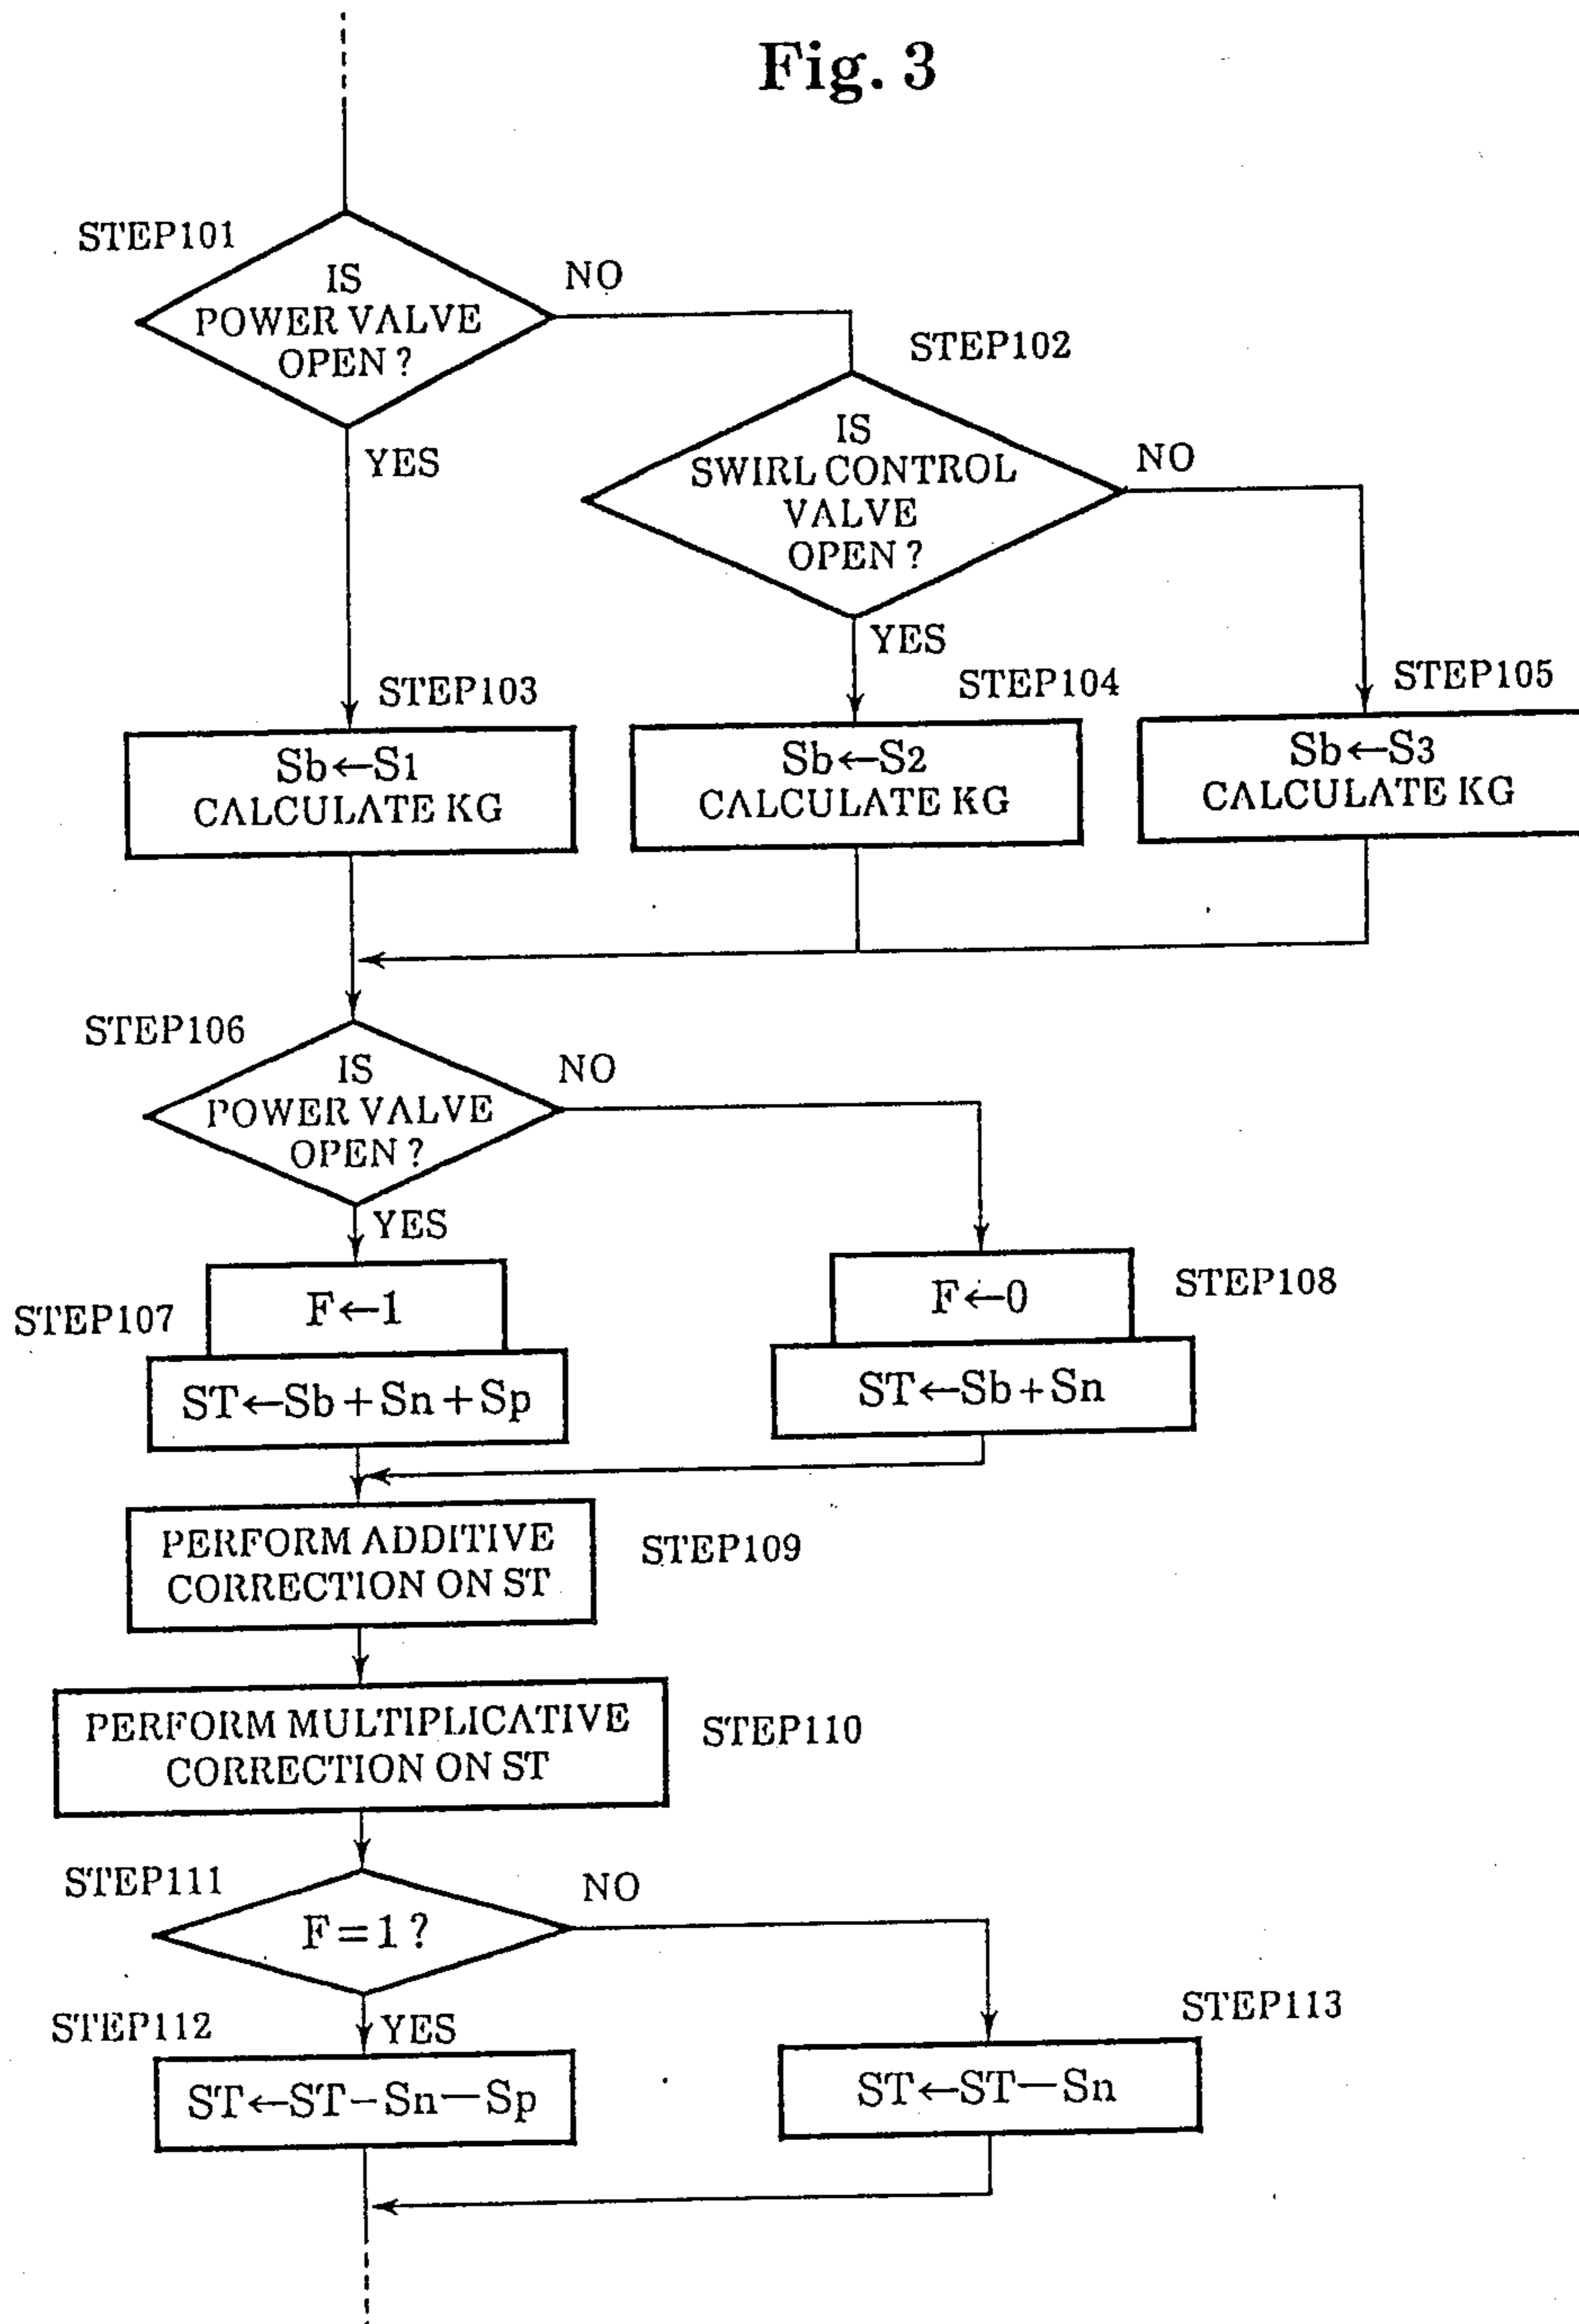 Fig. 3
STEP101
IS
POWER VALVE
OPEN ?
NO
STEP102
YES
IS
SWIRL CONTROL
VALVE
OPEN ?
NO
YES
STEP103
STEP104
STEP105
Sb←S1
CALCULATE KG
Sb←S2
CALCULATE KG
Sb←S3
CALCULATE KG
STEP106
IS
POWER VALVE
OPEN ?
NO
YES
STEP107
F←1
ST←Sb+Sn+Sp
F←0
STEP108
ST←Sb+Sn
PERFORM ADDITIVE
CORRECTION ON ST
STEP109
PERFORM MULTIPLICATIVE
CORRECTION ON ST
STEP110
STEP111
F=1 ?
NO
STEP112
YES
STEP113
ST←ST-Sn-Sp
ST←ST-Sn